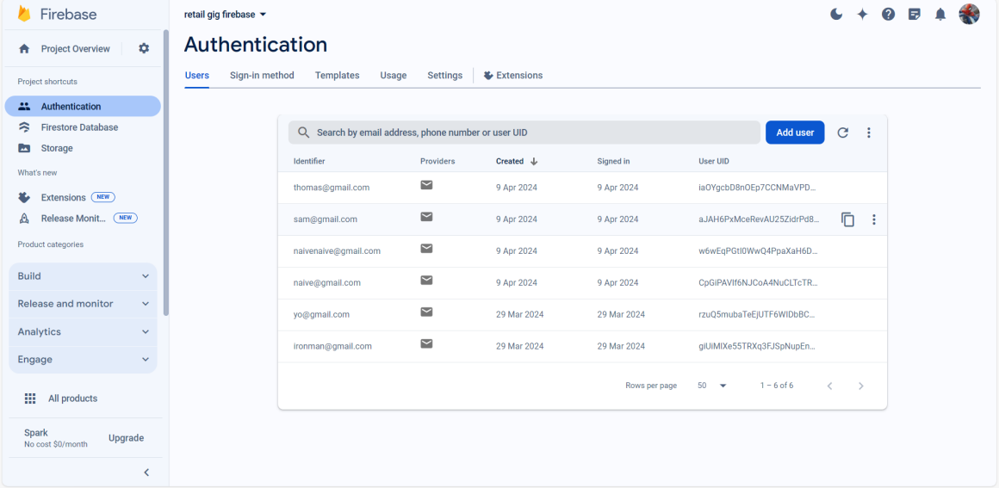 Firebase
retail gig firebase
Project Overview
Authentication
Users Sign-in method Templates Usage Settings Extensions
Project shortcuts
Authentication
Firestore Database
Storage
What's new
Extensions NEW
Release Monit... NEW
Product categories
Build
Release and monitor
Analytics
Engage
All products
Spark
No cost $0/month
Upgrade
Search by email address, phone number or user UID
Add user
Identifier Providers Created Signed in User UID
thomas@gmail.com 9 Apr 2024 9 Apr 2024 iaOYgcbD8nOEp7CCNMaVPD...
sam@gmail.com 9 Apr 2024 9 Apr 2024 aJAH6PxMceRevAU25ZidrPd8...
naivenaive@gmail.com 9 Apr 2024 9 Apr 2024 w6wEqPGtI0WwQ4PpaXaH6D...
naive@gmail.com 9 Apr 2024 9 Apr 2024 CpGiPAVIf6NJCoA4NuCLTcTR...
yo@gmail.com 29 Mar 2024 29 Mar 2024 rzuQ5mubaTeEjUTF6WIDbBC...
ironman@gmail.com 29 Mar 2024 29 Mar 2024 giUiMIXe55TRXq3FJSpNupEn...
Rows per page 50 1 – 6 of 6